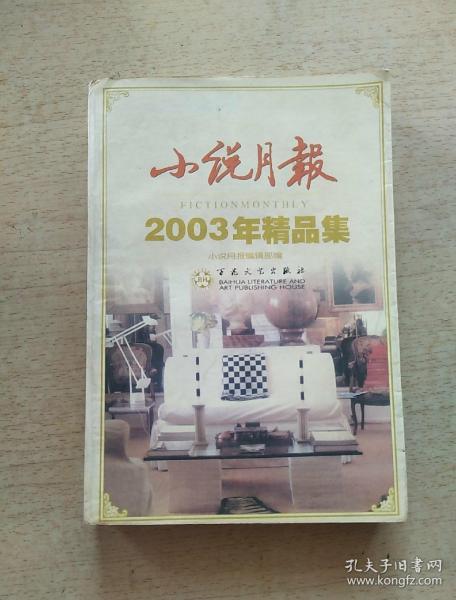 小说月報
FICTIONMONTHLY
2003年精品集
小说月报编辑部编
百花文艺出版社
BAIHUA LITERATURE AND
ART PUBLISHING HOUSE
孔夫子旧书网
www.kongfz.com